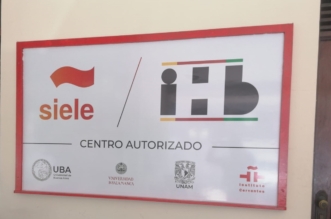 siele
ihb
CENTRO AUTORIZADO
UBA
UNAM
Instituto
Cervantes